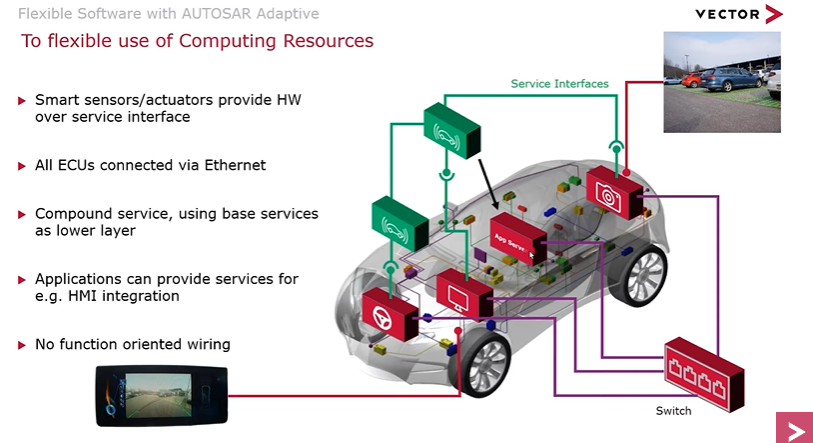 Flexible Software with AUTOSAR Adaptive
VECTOR
To flexible use of Computing Resources
Service Interfaces
Smart sensors/actuators provide HW
over service interface
All ECUs connected via Ethernet
Compound service, using base services
as lower layer
App Serv
Applications can provide services for
e.g. HMI integration
No function oriented wiring
Switch